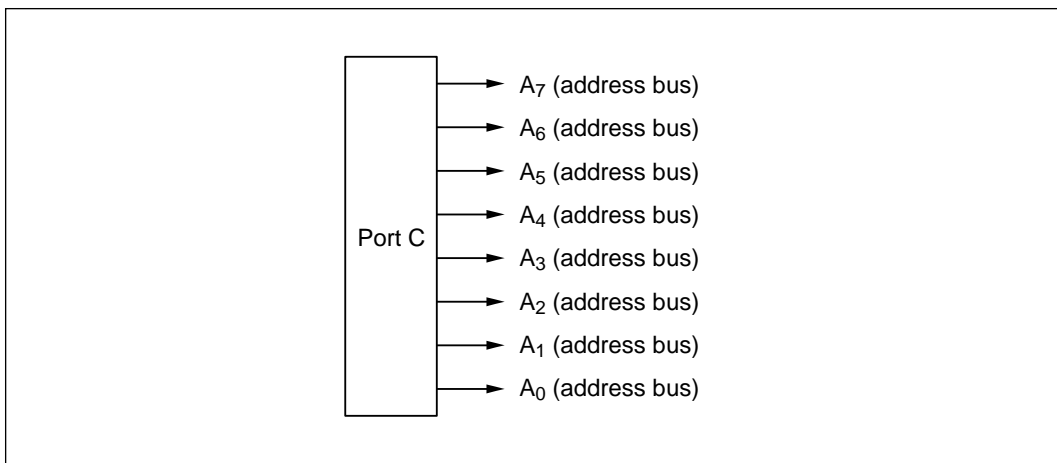 A7 (address bus)
A6 (address bus)
A5 (address bus)
A4 (address bus)
Port C
A3 (address bus)
A2 (address bus)
A1 (address bus)
A0 (address bus)